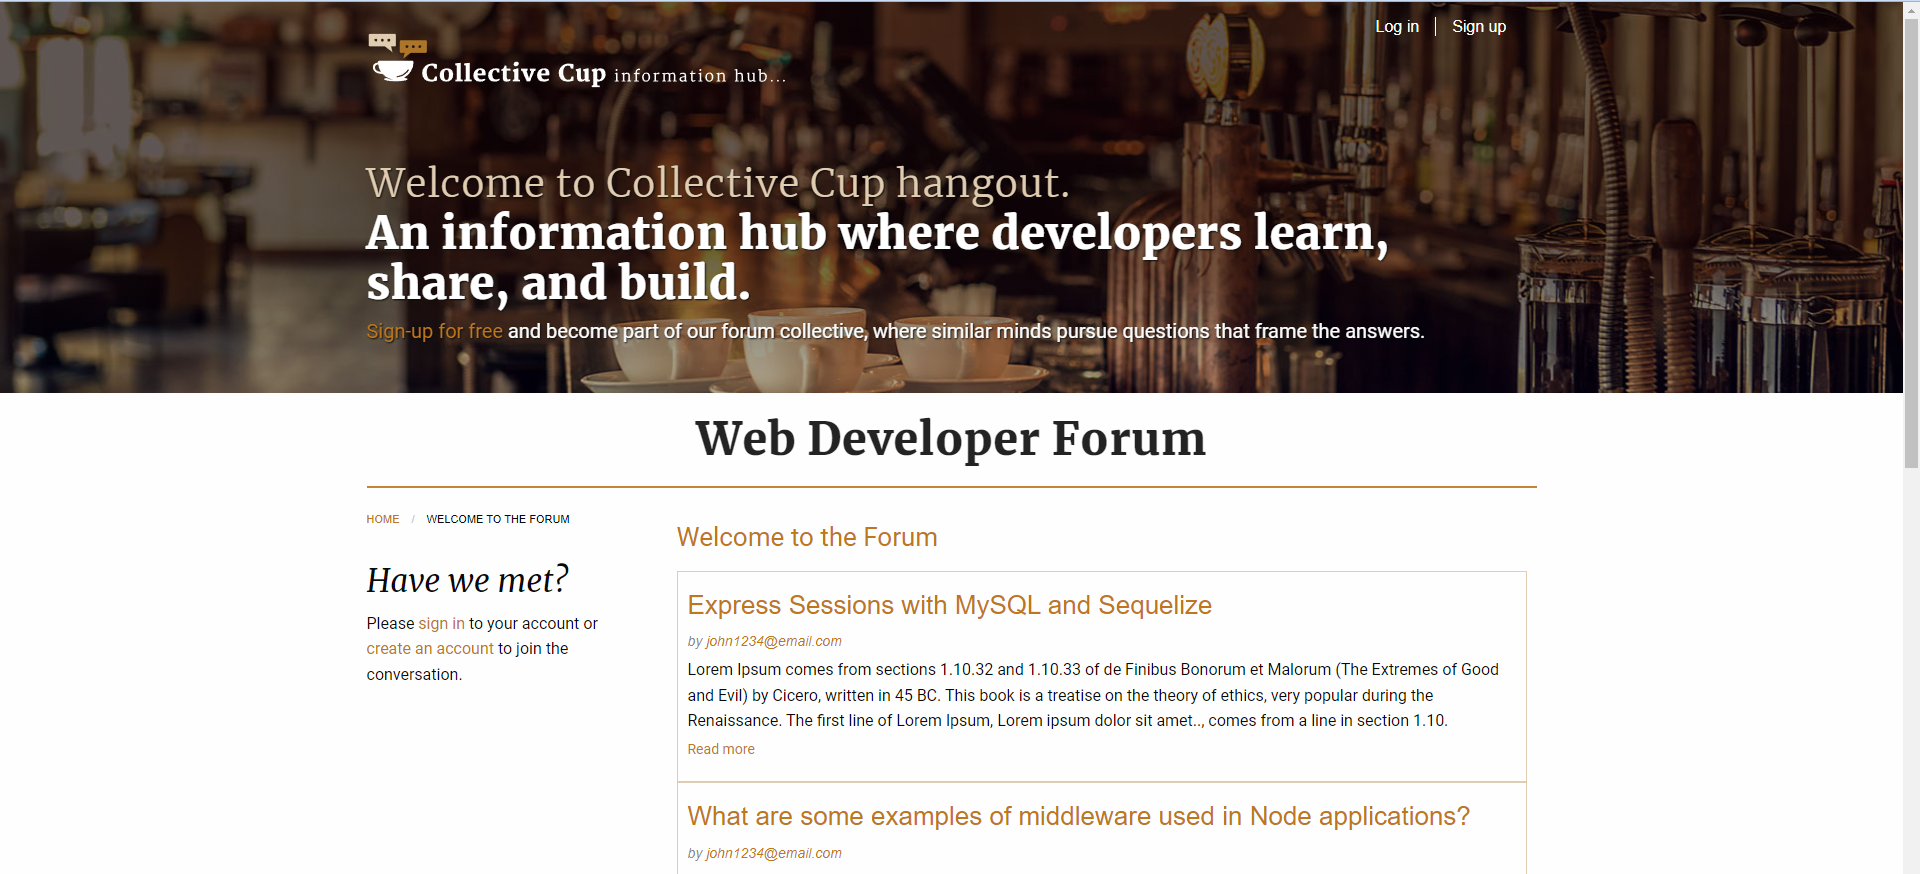 Log in
Sign up
Collective Cup information hub...
Welcome to Collective Cup hangout.
An information hub where developers learn,
share, and build.
Sign-up for free and become part of our forum collective, where similar minds pursue questions that frame the answers.
Web Developer Forum
HOME / WELCOME TO THE FORUM
Have we met?
Please sign in to your account or
create an account to join the
conversation.
Welcome to the Forum
Express Sessions with MySQL and Sequelize
by john1234@email.com
Lorem Ipsum comes from sections 1.10.32 and 1.10.33 of de Finibus Bonorum et Malorum (The Extremes of Good
and Evil) by Cicero, written in 45 BC. This book is a treatise on the theory of ethics, very popular during the
Renaissance. The first line of Lorem Ipsum, Lorem ipsum dolor sit amet.., comes from a line in section 1.10.
Read more
What are some examples of middleware used in Node applications?
by john1234@email.com